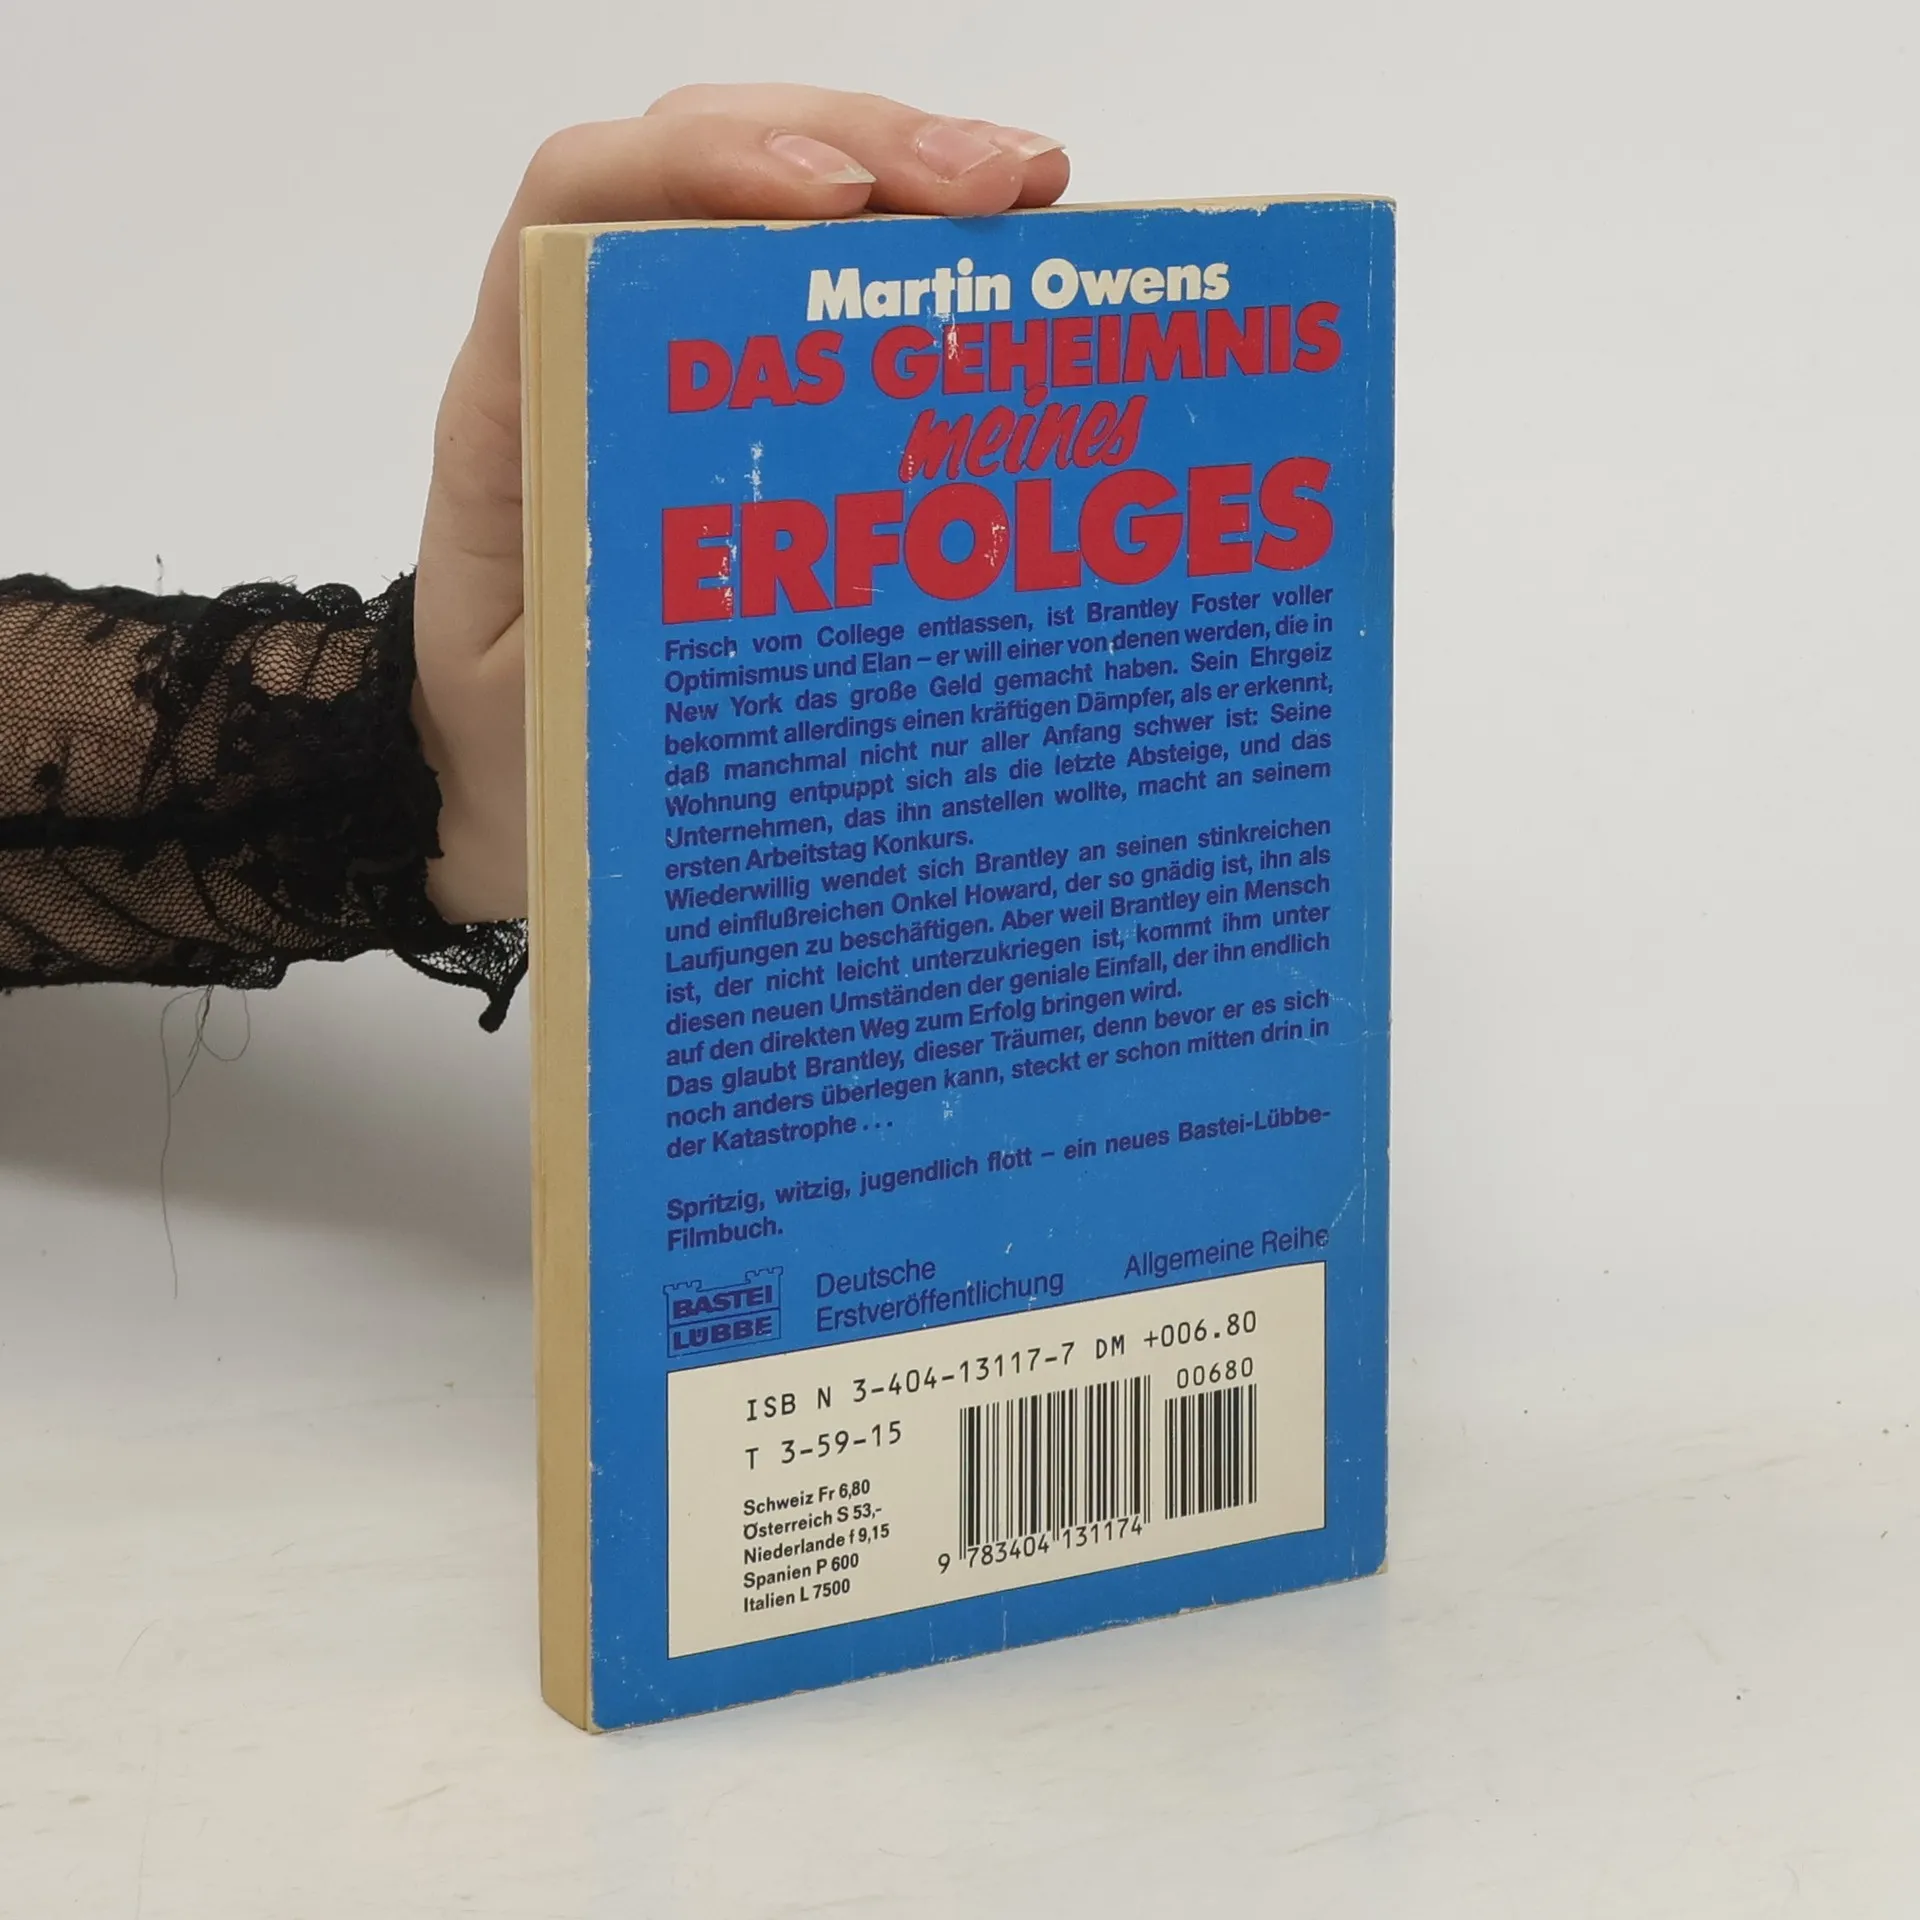 Martin Owens
DAS GEHEIMNIS
meines
ERFOLGES
Frisch vom College entlassen, ist Brantley Foster voller
Optimismus und Elan – er will einer von denen werden, die in
New York das große Geld gemacht haben. Sein Ehrgeiz
bekommt allerdings einen kräftigen Dämpfer, als er erkennt,
daß manchmal nicht nur aller Anfang schwer ist: Seine
Wohnung entpuppt sich als die letzte Absteige, und das
Unternehmen, das ihn anstellen wollte, macht an seinem
ersten Arbeitstag Konkurs.
Wiederwillig wendet sich Brantley an seinen stinkreichen
und einflußreichen Onkel Howard, der so gnädig ist, ihn als
Laufjungen zu beschäftigen. Aber weil Brantley ein Mensch
ist, der nicht leicht unterzukriegen ist, kommt ihm unter
diesen neuen Umständen der geniale Einfall, der ihn endlich
auf den direkten Weg zum Erfolg bringen wird.
Das glaubt Brantley, dieser Träumer, denn bevor er es sich
noch anders überlegen kann, steckt er schon mitten drin in
der Katastrophe . . .
Spritzig, witzig, jugendlich flott – ein neues Bastei-Lübbe-
Filmbuch.
BASTEI
LÜBBE
Deutsche
Erstveröffentlichung
Allgemeine Reihe
ISB N 3-404-13117-7 DM +006.80
00680
T 3-59-15
Schweiz Fr 6,80
Österreich S 53,-
Niederlande f 9,15
Spanien P 600
Italien L 7500
9 783404 131174